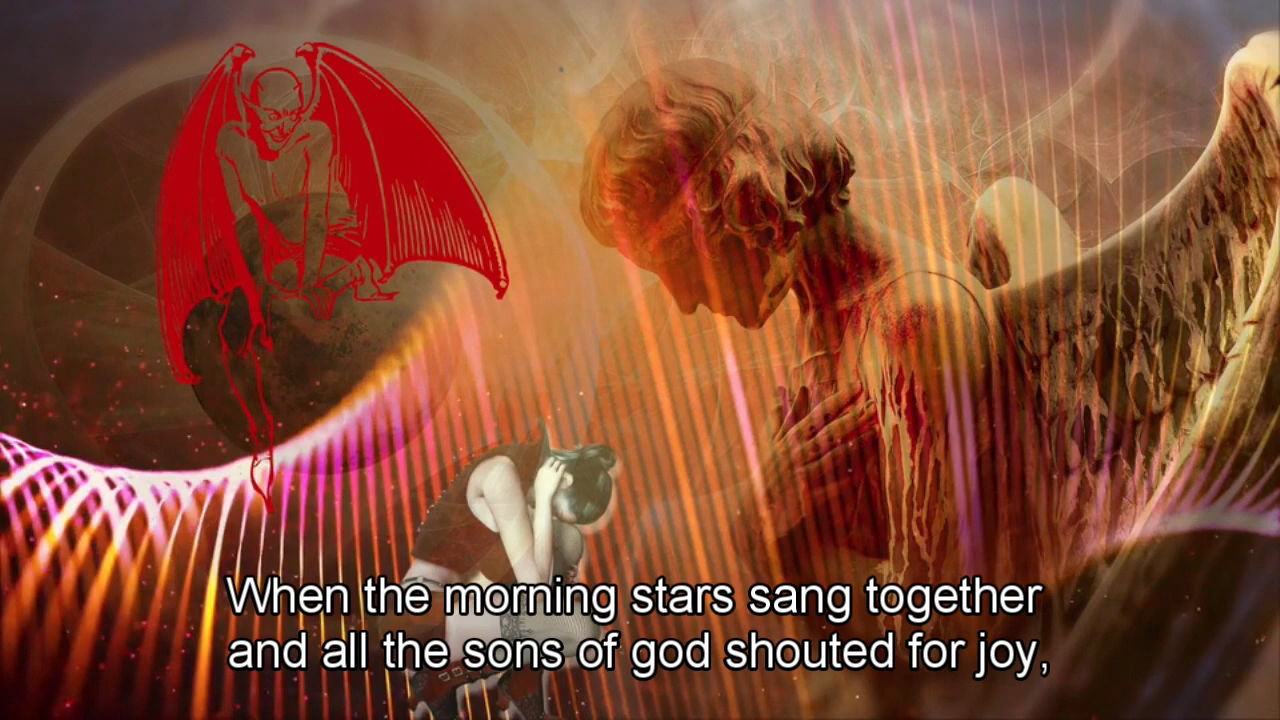 When the morning stars sang together
and all the sons of god shouted for joy,